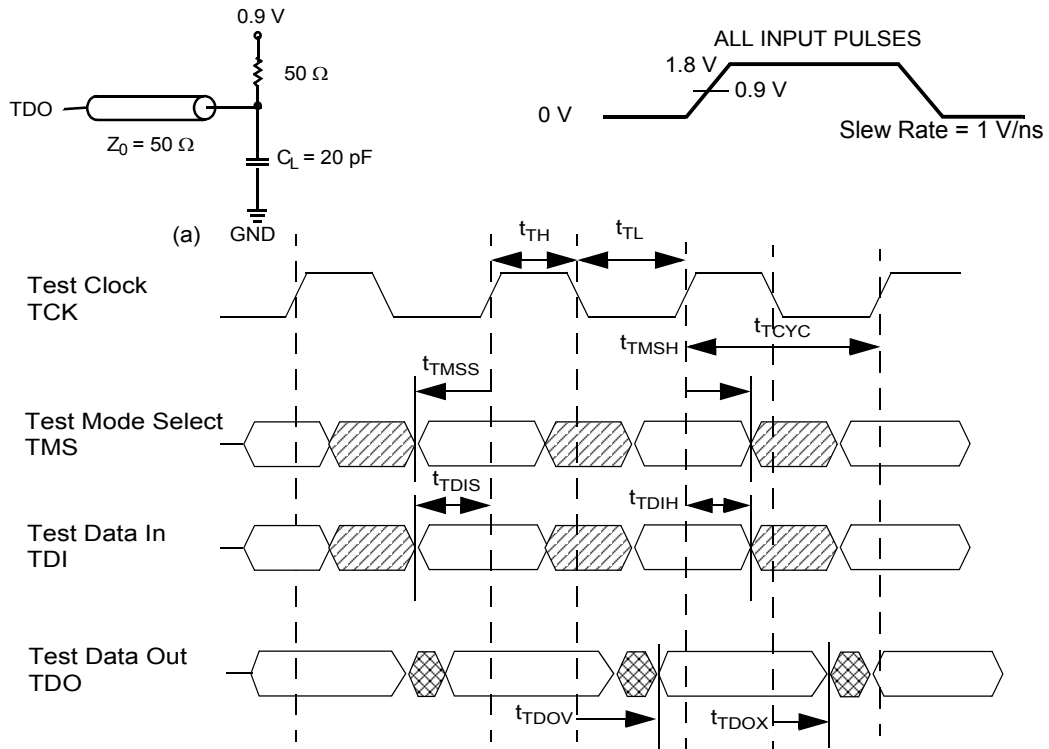 0.9 V
50 Ω
TDO
Z0 = 50 Ω
CL = 20 pF
(a) GND
ALL INPUT PULSES
1.8 V
0.9 V
0 V
Slew Rate = 1 V/ns
tTH
tTL
Test Clock
TCK
tTCYC
tTMSH
tTMSS
Test Mode Select
TMS
tTDIS
tTDIH
Test Data In
TDI
Test Data Out
TDO
tTDOV
tTDOX